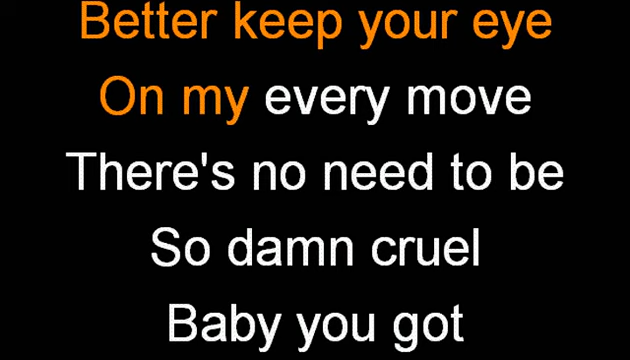 Better keep your eye
On my every move
There's no need to be
So damn cruel
Baby you got